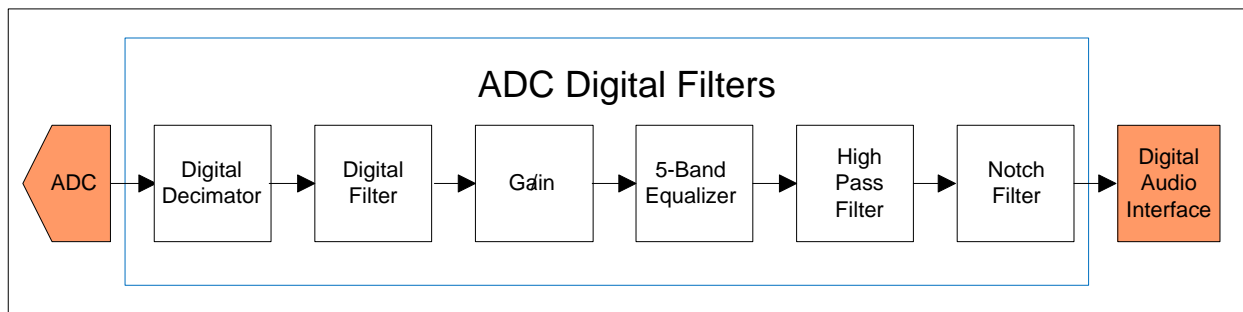 ADC Digital Filters
ADC
Digital
Decimator
Digital
Filter
Gain
5-Band
Equalizer
High
Pass
Filter
Notch
Filter
Digital
Audio
Interface